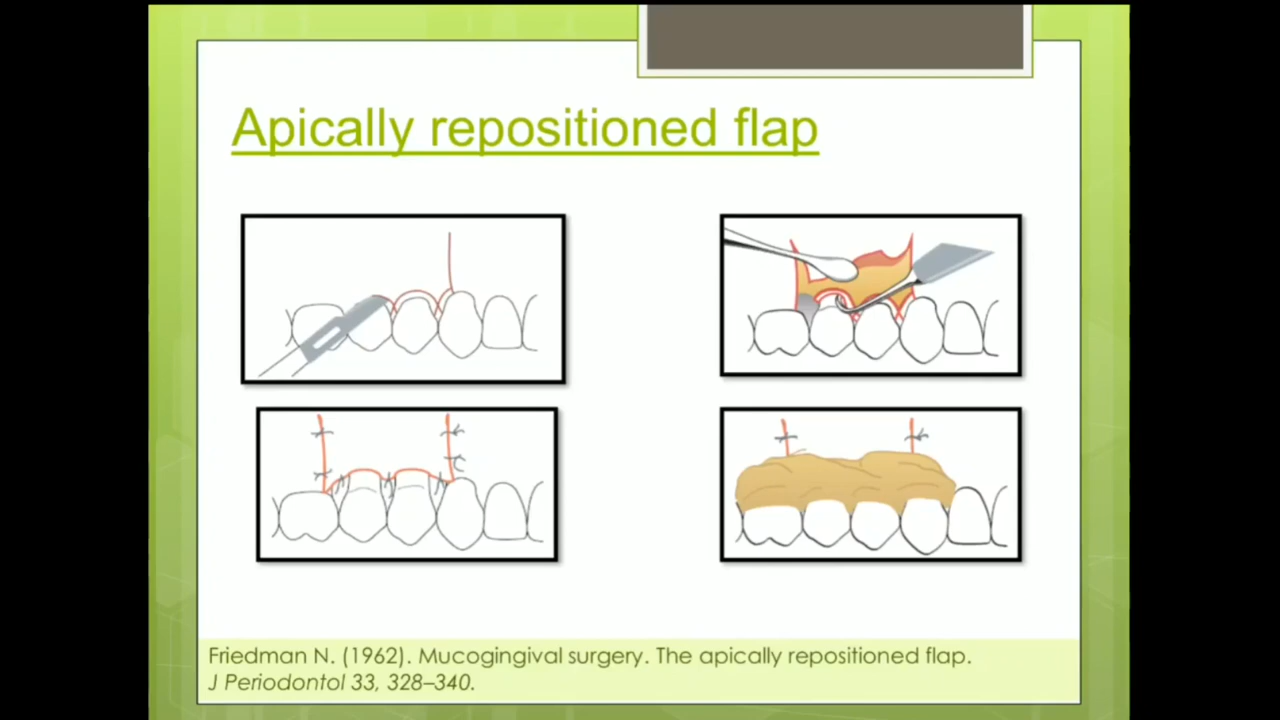 Apically repositioned flap
Friedman N. (1962). Mucogingival surgery. The apically repositioned flap.
J Periodontol 33, 328–340.